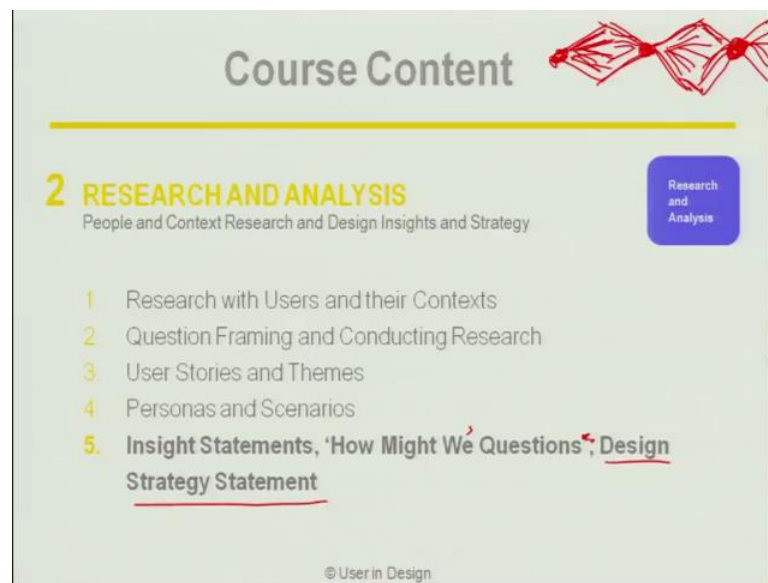 Course Content
2 RESEARCH AND ANALYSIS
People and Context Research and Design Insights and Strategy
Research
and
Analysis
1. Research with Users and their Contexts
2. Question Framing and Conducting Research
3. User Stories and Themes
4. Personas and Scenarios
5. Insight Statements, ‘How Might We Questions”; Design
Strategy Statement
© User in Design